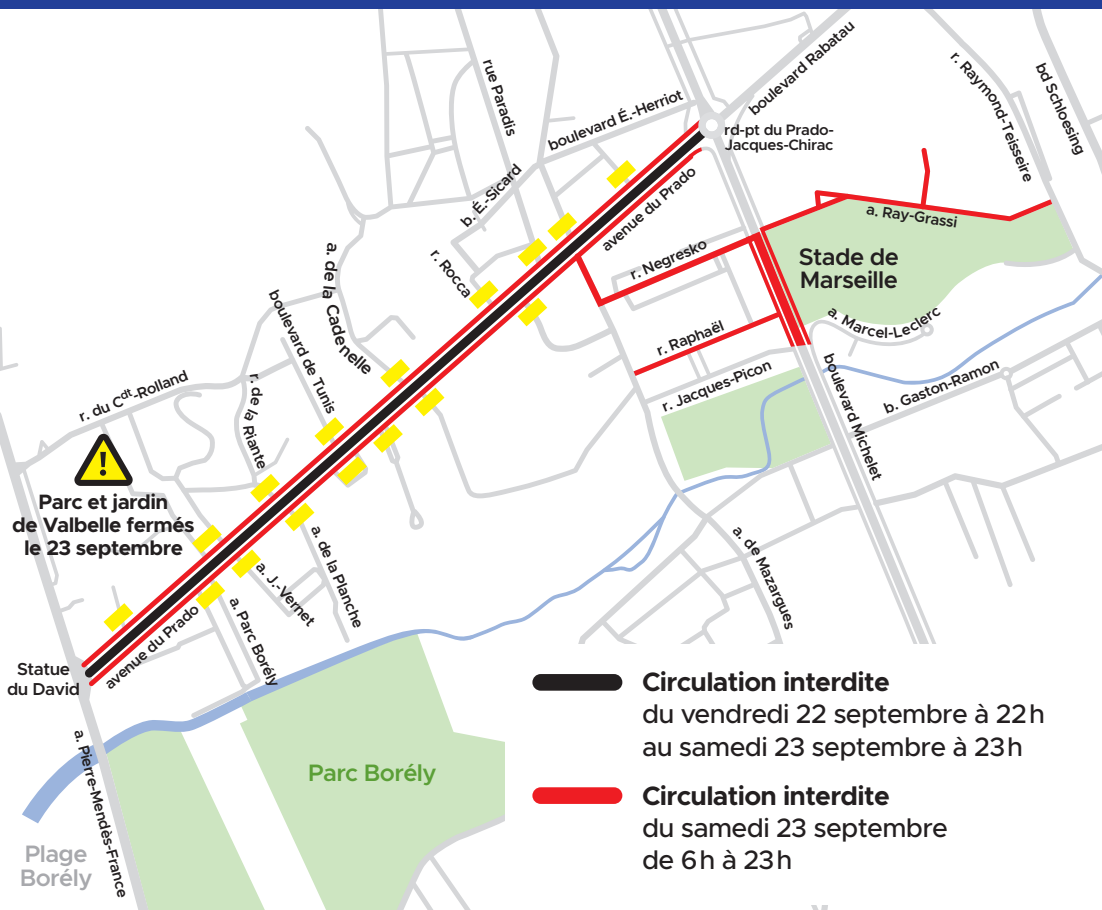 boulevard Rabatau
r. Raymond-Teisseire
bd Schloesing
rue Paradis
boulevard É.-Herriot
rd-pt du Prado-
Jacques-Chirac
b. É.-Sicard
avenue du Prado
a. Ray-Grassi
r. Negresko
Stade de
Marseille
a. de la Cadenelle
r. Rocca
boulevard de Tunis
a. Marcel-Leclerc
r. Raphaël
r. Jacques-Picon
boulevard Michelet
b. Gaston-Ramon
r. du Cdt-Rolland
r. de la Riante
!
Parc et jardin
de Valbelle fermés
le 23 septembre
a. de la Planche
a. J.-Vernet
a. Parc Borély
a. de Mazargues
avenue du Prado
Statue
du David
a. Pierre-Mendès-France
Parc Borély
Plage
Borély
Circulation interdite
du vendredi 22 septembre à 22h
au samedi 23 septembre à 23h
Circulation interdite
du samedi 23 septembre
de 6h à 23h